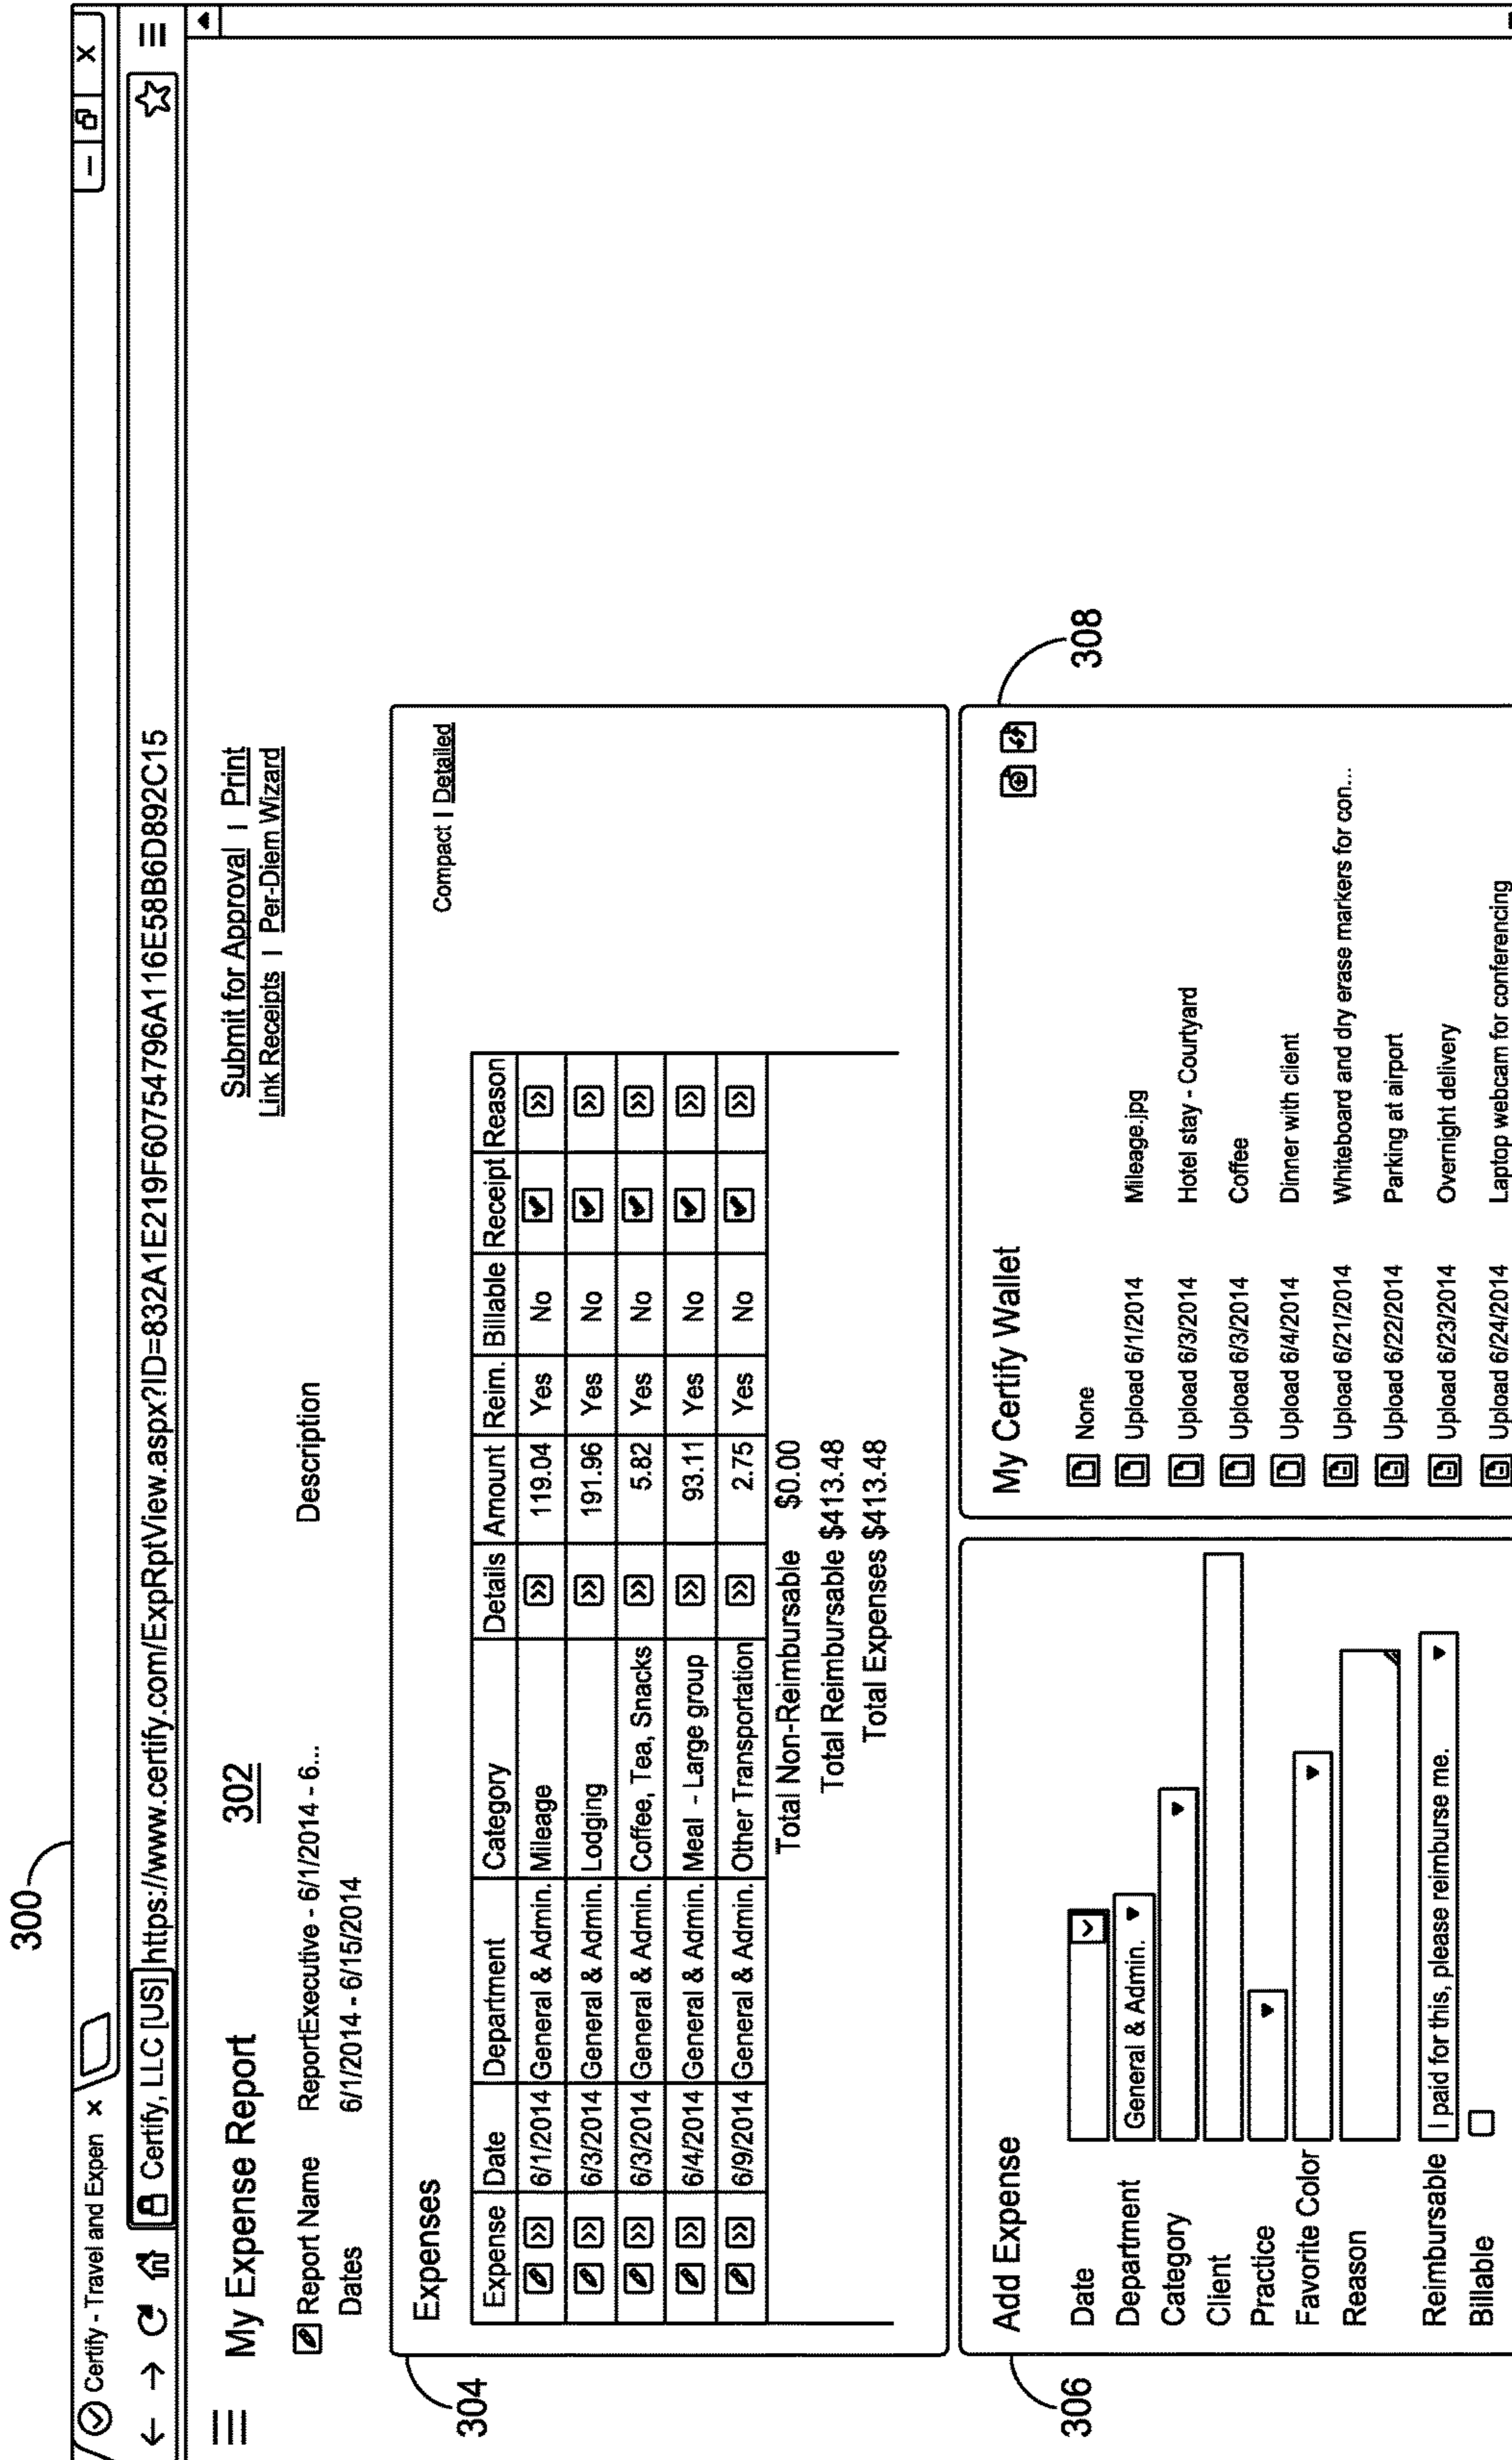 300
Certify - Travel and Expen x
Certify, LLC [US] https://www.certify.com/ExpRptView.aspx?ID=832A1E219F60754796A116E58B6D892C15
My Expense Report 302 Submit for Approval | Print
Link Receipts | Per-Diem Wizard
Report Name ReportExecutive - 6/1/2014 - 6... Description
Dates 6/1/2014 - 6/15/2014
304
Expenses
Compact | Detailed
Expense Date Department Category Details Amount Reim. Billable Receipt Reason
6/1/2014 General & Admin. Mileage 119.04 Yes No
6/3/2014 General & Admin. Lodging 191.96 Yes No
6/3/2014 General & Admin. Coffee, Tea, Snacks 5.82 Yes No
6/4/2014 General & Admin. Meal - Large group 93.11 Yes No
6/9/2014 General & Admin. Other Transportation 2.75 Yes No
Total Non-Reimbursable $0.00
Total Reimbursable $413.48
Total Expenses $413.48
306
Add Expense
Date
Department General & Admin.
Category
Client
Practice
Favorite Color
Reason
Reimbursable I paid for this, please reimburse me.
Billable
308
My Certify Wallet
None
Upload 6/1/2014 Mileage.jpg
Upload 6/3/2014 Hotel stay - Courtyard
Upload 6/3/2014 Coffee
Upload 6/4/2014 Dinner with client
Upload 6/21/2014 Whiteboard and dry erase markers for con...
Upload 6/22/2014 Parking at airport
Upload 6/23/2014 Overnight delivery
Upload 6/24/2014 Laptop webcam for conferencing